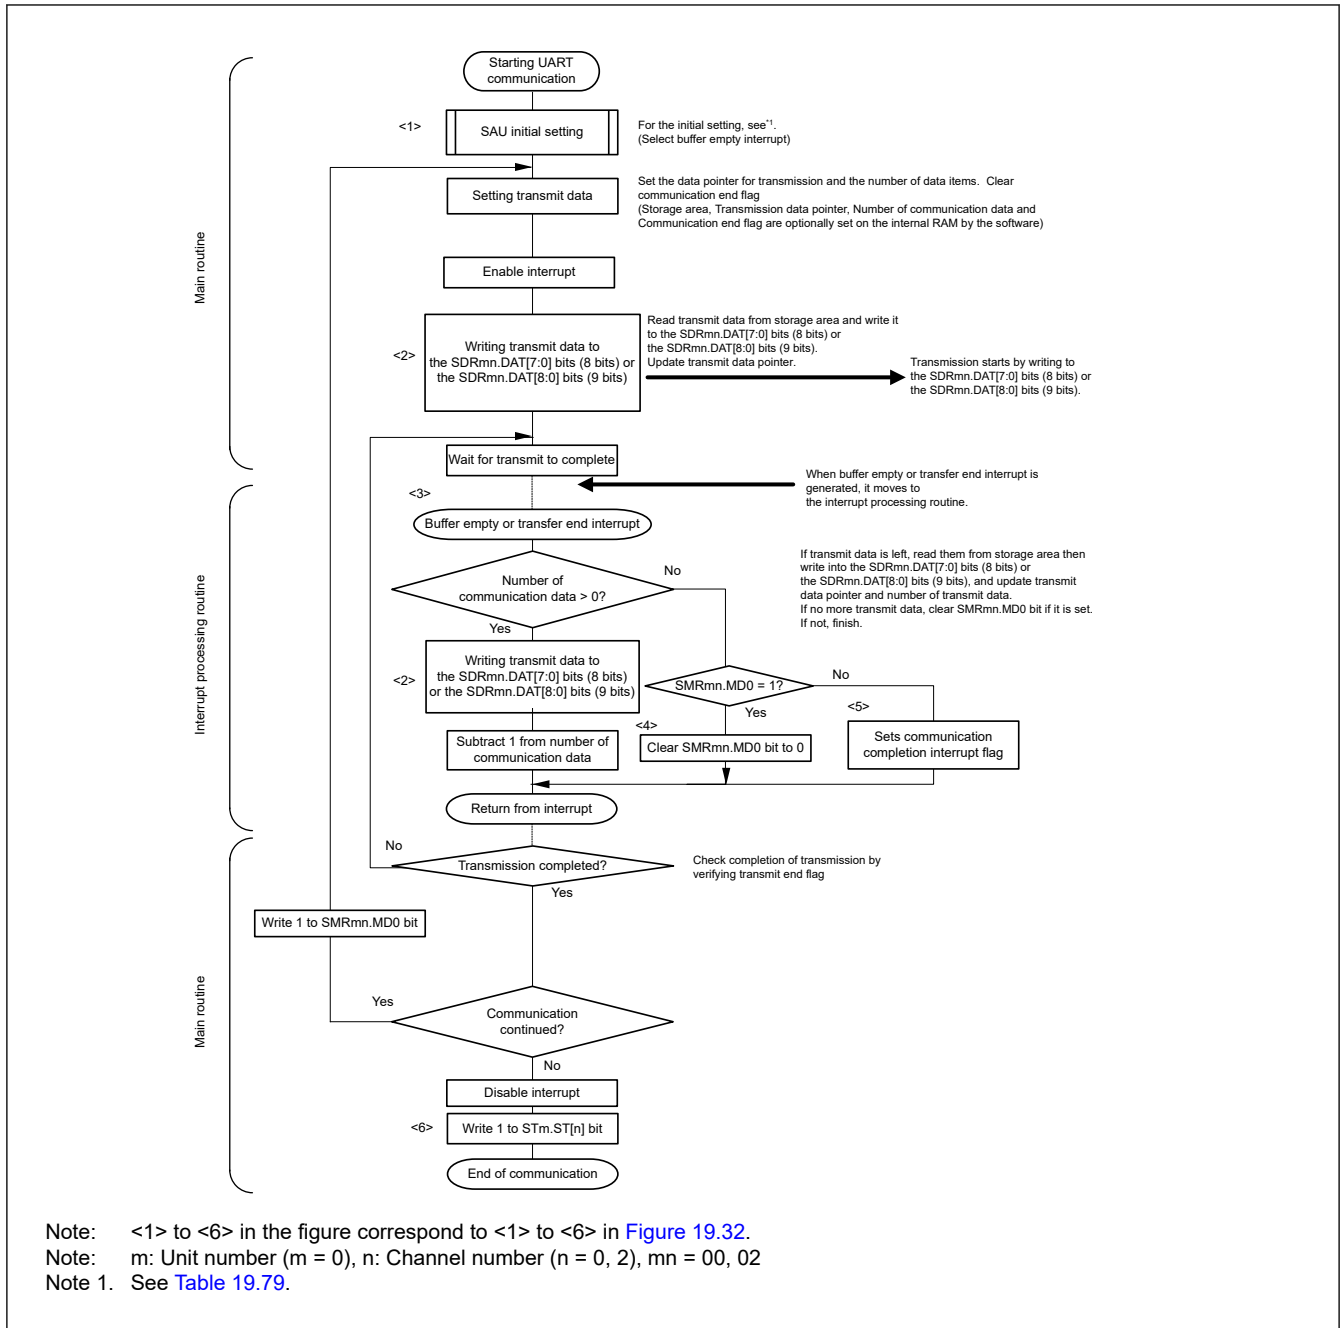 Starting UART
communication
<1>
SAU initial setting
For the initial setting, see*1.
(Select buffer empty interrupt)
Setting transmit data
Set the data pointer for transmission and the number of data items.  Clear
communication end flag
(Storage area, Transmission data pointer, Number of communication data and
Communication end flag are optionally set on the internal RAM by the software)
Main routine
Enable interrupt
<2>
Writing transmit data to
the SDRmn.DAT[7:0] bits (8 bits) or
the SDRmn.DAT[8:0] bits (9 bits)
Read transmit data from storage area and write it
to the SDRmn.DAT[7:0] bits (8 bits) or
the SDRmn.DAT[8:0] bits (9 bits).
Update transmit data pointer.
Transmission starts by writing to
the SDRmn.DAT[7:0] bits (8 bits) or
the SDRmn.DAT[8:0] bits (9 bits).
Wait for transmit to complete
<3>
When buffer empty or transfer end interrupt is
generated, it moves to
the interrupt processing routine.
Buffer empty or transfer end interrupt
If transmit data is left, read them from storage area then
write into the SDRmn.DAT[7:0] bits (8 bits) or
the SDRmn.DAT[8:0] bits (9 bits), and update transmit
data pointer and number of transmit data.
If no more transmit data, clear SMRmn.MD0 bit if it is set.
If not, finish.
Number of
communication data > 0?
No
Yes
Interrupt processing routine
<2>
Writing transmit data to
the SDRmn.DAT[7:0] bits (8 bits)
or the SDRmn.DAT[8:0] bits (9 bits)
SMRmn.MD0 = 1?
No
Yes
<4>
<5>
Subtract 1 from number of
communication data
Clear SMRmn.MD0 bit to 0
Sets communication
completion interrupt flag
Return from interrupt
No
Transmission completed?
Yes
Check completion of transmission by
verifying transmit end flag
Write 1 to SMRmn.MD0 bit
Main routine
Yes
Communication
continued?
No
Disable interrupt
<6>
Write 1 to STm.ST[n] bit
End of communication
Note: <1> to <6> in the figure correspond to <1> to <6> in Figure 19.32.
Note: m: Unit number (m = 0), n: Channel number (n = 0, 2), mn = 00, 02
Note 1. See Table 19.79.